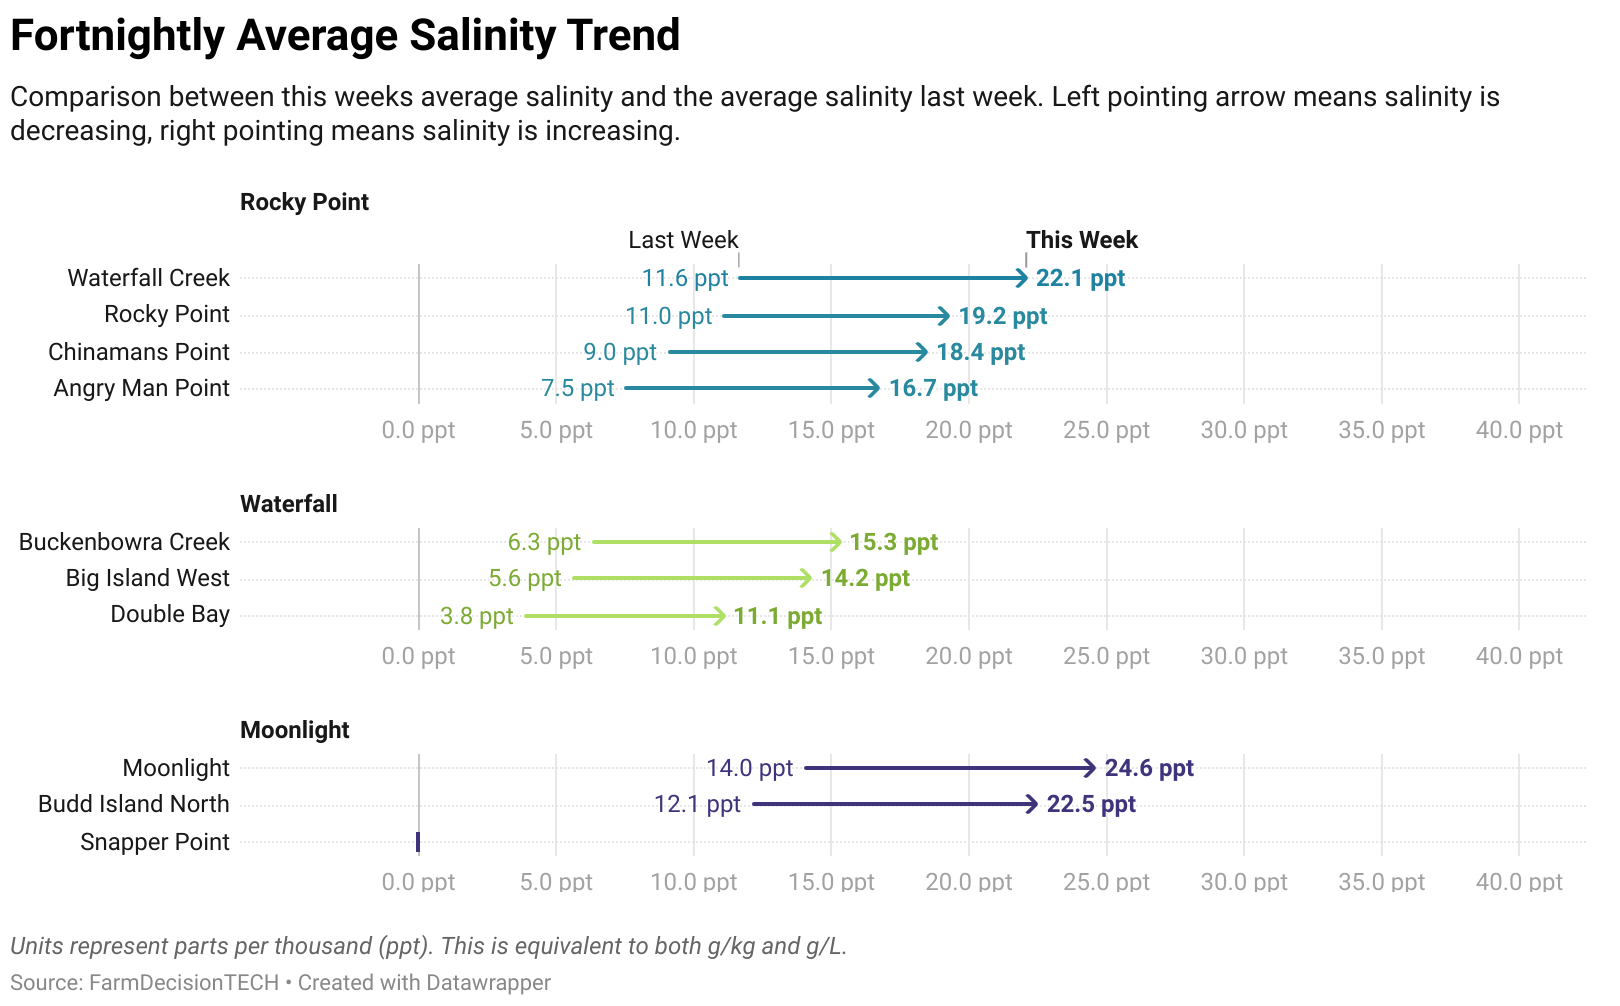 Fortnightly Average Salinity Trend
Comparison between this weeks average salinity and the average salinity last week. Left pointing arrow means salinity is
decreasing, right pointing means salinity is increasing.
Rocky Point
Last Week This Week
Waterfall Creek 11.6 ppt 22.1 ppt
Rocky Point 11.0 ppt 19.2 ppt
Chinamans Point 9.0 ppt 18.4 ppt
Angry Man Point 7.5 ppt 16.7 ppt
0.0 ppt 5.0 ppt 10.0 ppt 15.0 ppt 20.0 ppt 25.0 ppt 30.0 ppt 35.0 ppt 40.0 ppt
Waterfall
Buckenbowra Creek 6.3 ppt 15.3 ppt
Big Island West 5.6 ppt 14.2 ppt
Double Bay 3.8 ppt 11.1 ppt
0.0 ppt 5.0 ppt 10.0 ppt 15.0 ppt 20.0 ppt 25.0 ppt 30.0 ppt 35.0 ppt 40.0 ppt
Moonlight
Moonlight 14.0 ppt 24.6 ppt
Budd Island North 12.1 ppt 22.5 ppt
Snapper Point
0.0 ppt 5.0 ppt 10.0 ppt 15.0 ppt 20.0 ppt 25.0 ppt 30.0 ppt 35.0 ppt 40.0 ppt
Units represent parts per thousand (ppt). This is equivalent to both g/kg and g/L.
Source: FarmDecisionTECH • Created with Datawrapper